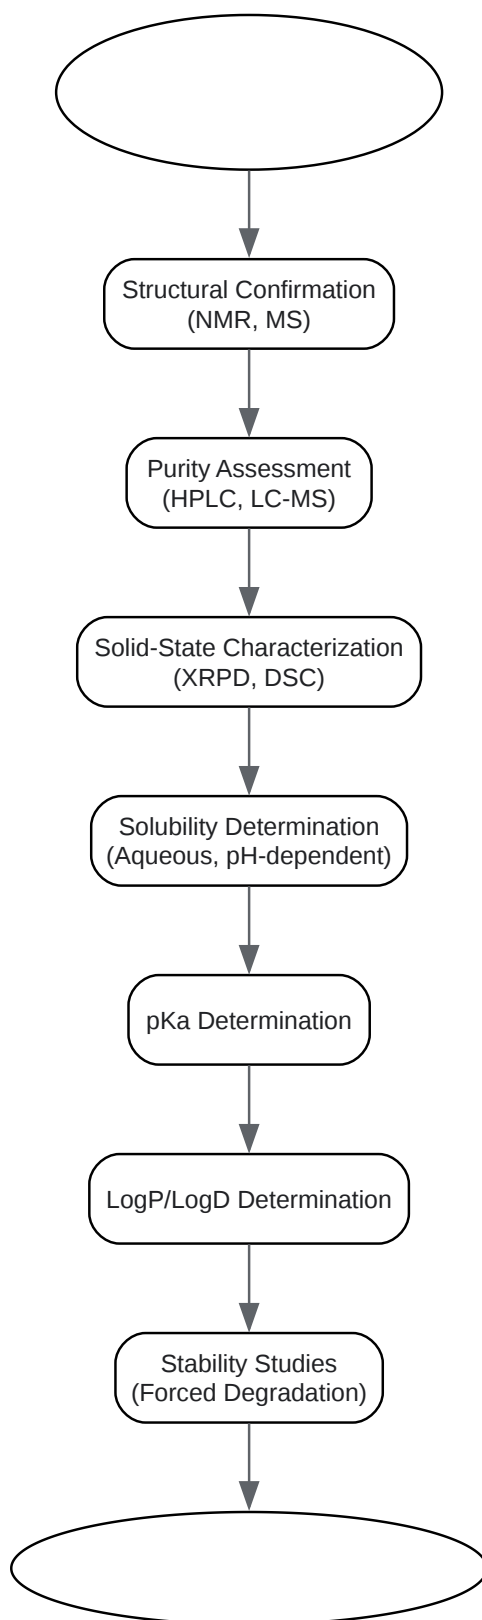 Structural Confirmation
(NMR, MS)
Purity Assessment
(HPLC, LC-MS)
Solid-State Characterization
(XRPD, DSC)
Solubility Determination
(Aqueous, pH-dependent)
pKa Determination
LogP/LogD Determination
Stability Studies
(Forced Degradation)